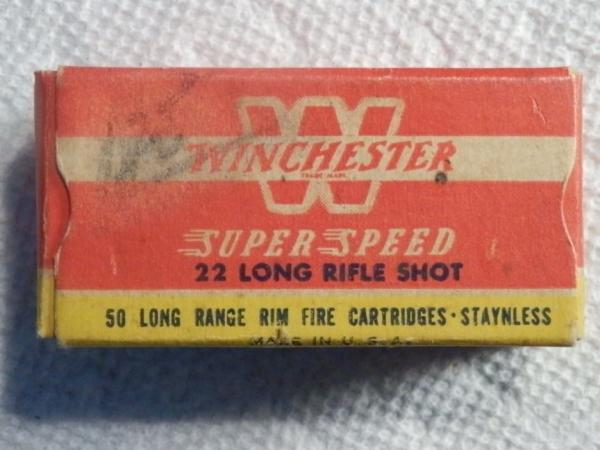 W
WINCHESTER
TRADE MARK
SUPER SPEED
22 LONG RIFLE SHOT
50 LONG RANGE RIM FIRE CARTRIDGES · STAYNLESS
MADE IN U.S.A.